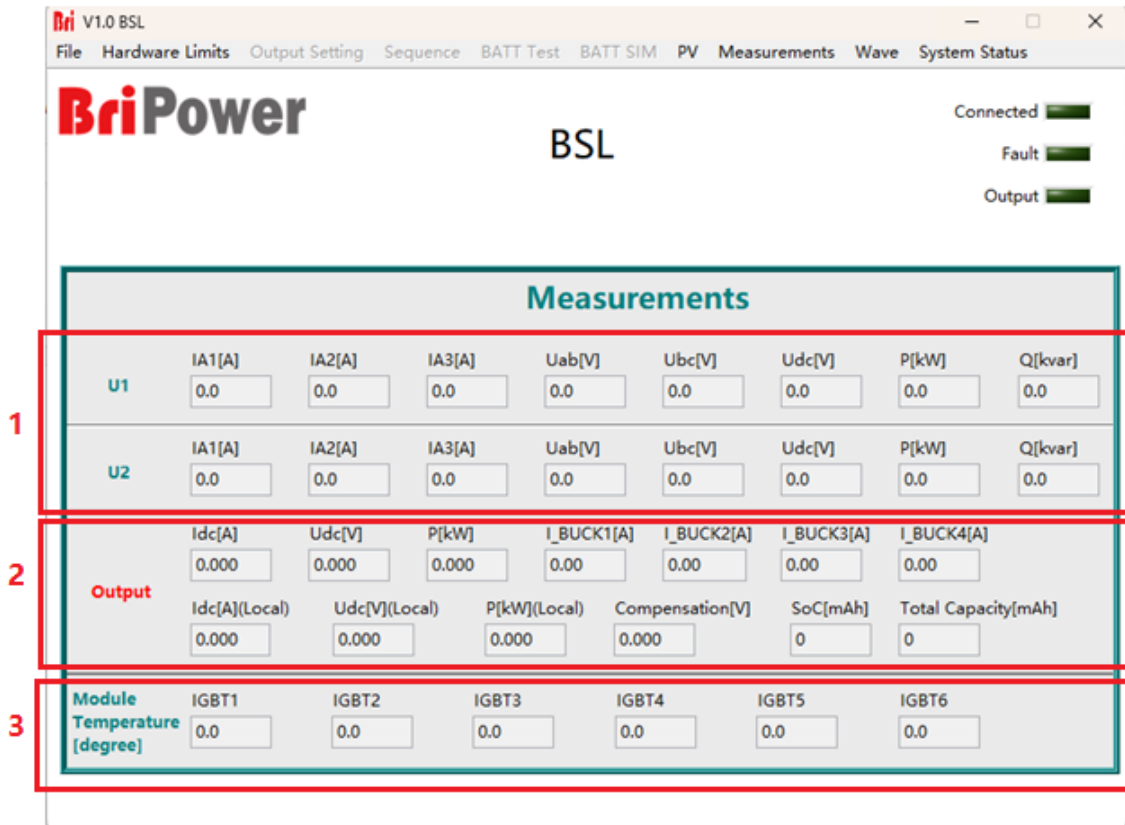 Bri V1.0 BSL
File Hardware Limits Output Setting Sequence BATT Test BATT SIM PV Measurements Wave System Status
BriPower
BSL
Connected
Fault
Output
Measurements
1
U1
IA1[A] IA2[A] IA3[A] Uab[V] Ubc[V] Udc[V] P[kW] Q[kvar]
0.0 0.0 0.0 0.0 0.0 0.0 0.0 0.0
U2
IA1[A] IA2[A] IA3[A] Uab[V] Ubc[V] Udc[V] P[kW] Q[kvar]
0.0 0.0 0.0 0.0 0.0 0.0 0.0 0.0
2
Output
Idc[A] Udc[V] P[kW] I_BUCK1[A] I_BUCK2[A] I_BUCK3[A] I_BUCK4[A]
0.000 0.000 0.000 0.00 0.00 0.00 0.00
Idc[A](Local) Udc[V](Local) P[kW](Local) Compensation[V] SoC[mAh] Total Capacity[mAh]
0.000 0.000 0.000 0.000 0 0
3
Module
Temperature
[degree]
IGBT1 IGBT2 IGBT3 IGBT4 IGBT5 IGBT6
0.0 0.0 0.0 0.0 0.0 0.0